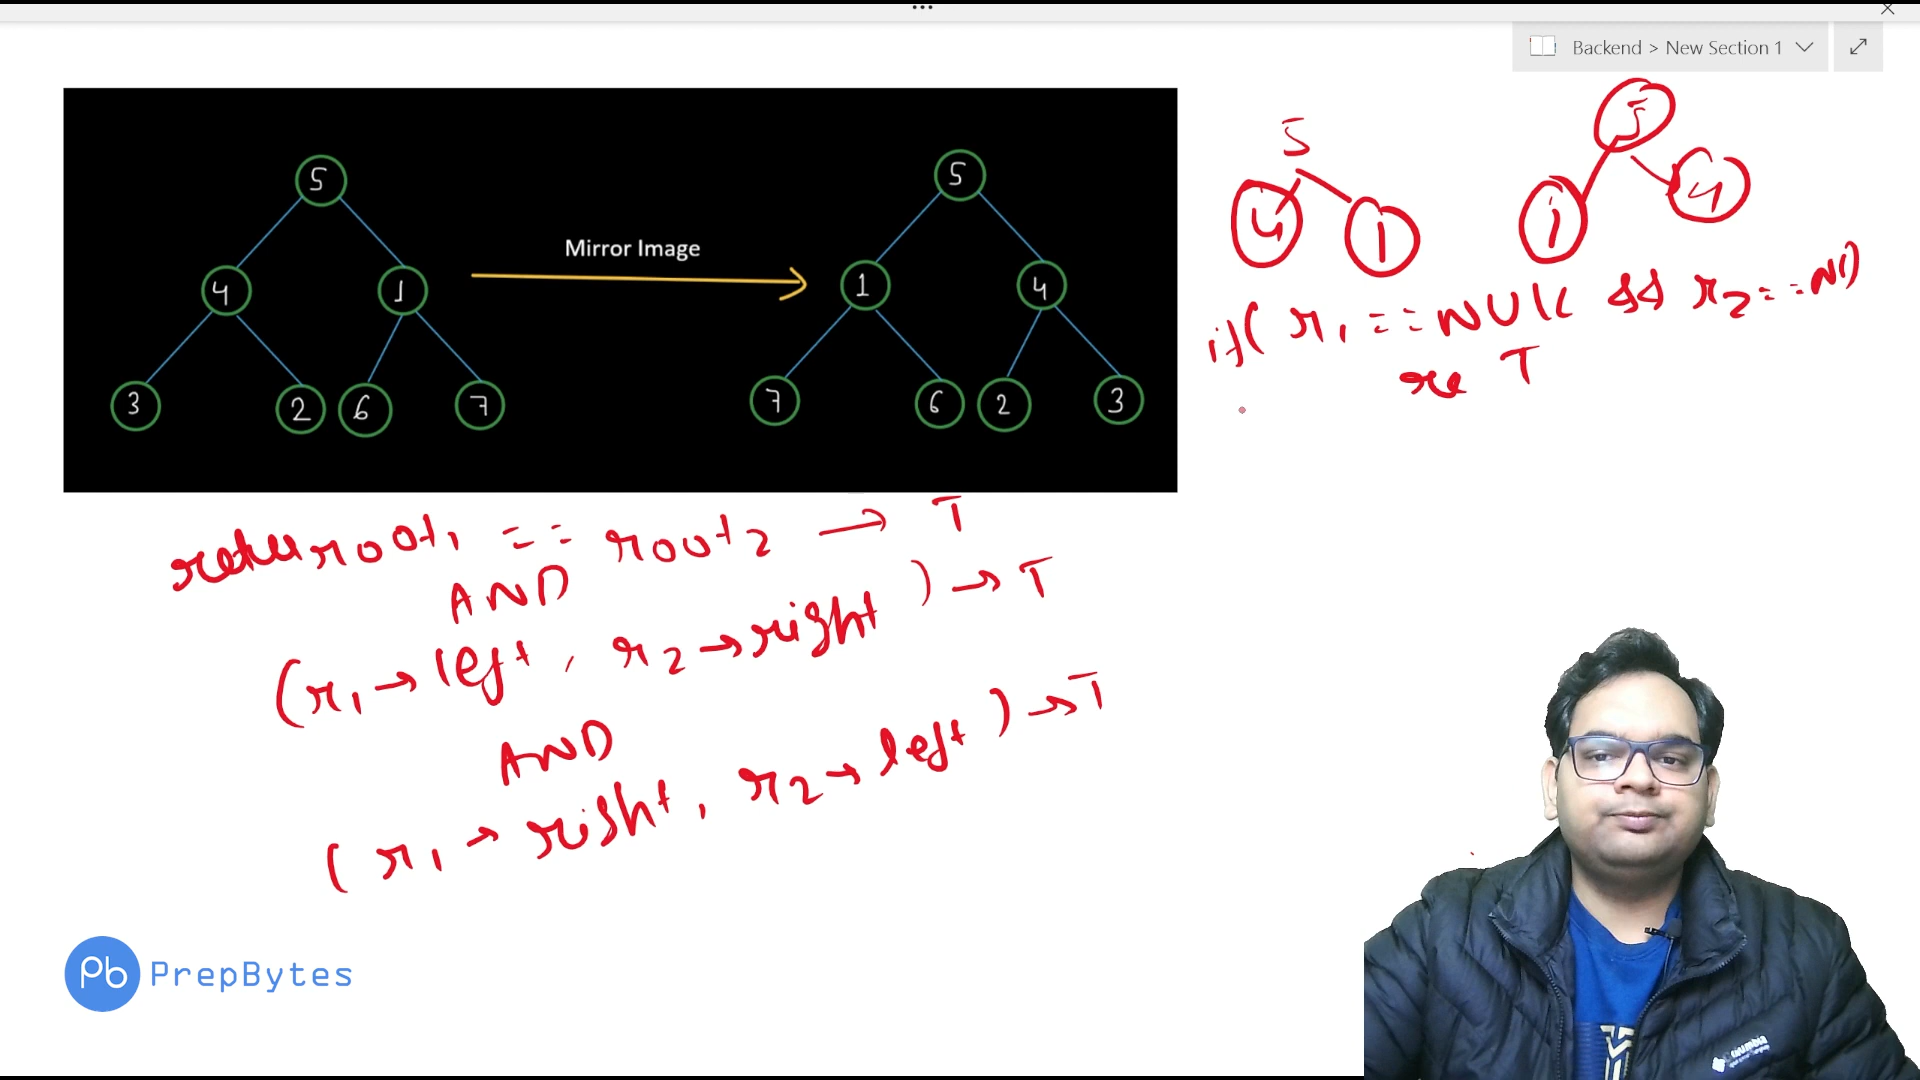 Backend > New Section 1
5
5
4
1
Mirror Image
1
4
3
2
6
7
7
6
2
3
5
4
1
5
1
4
if( r1 == NULL && r2 ==
re T
root1 == root2 → T
AND
(r1 → left, r2 → right) → T
AND
(r1 → right, r2 → left) → T
Pb PrepBytes